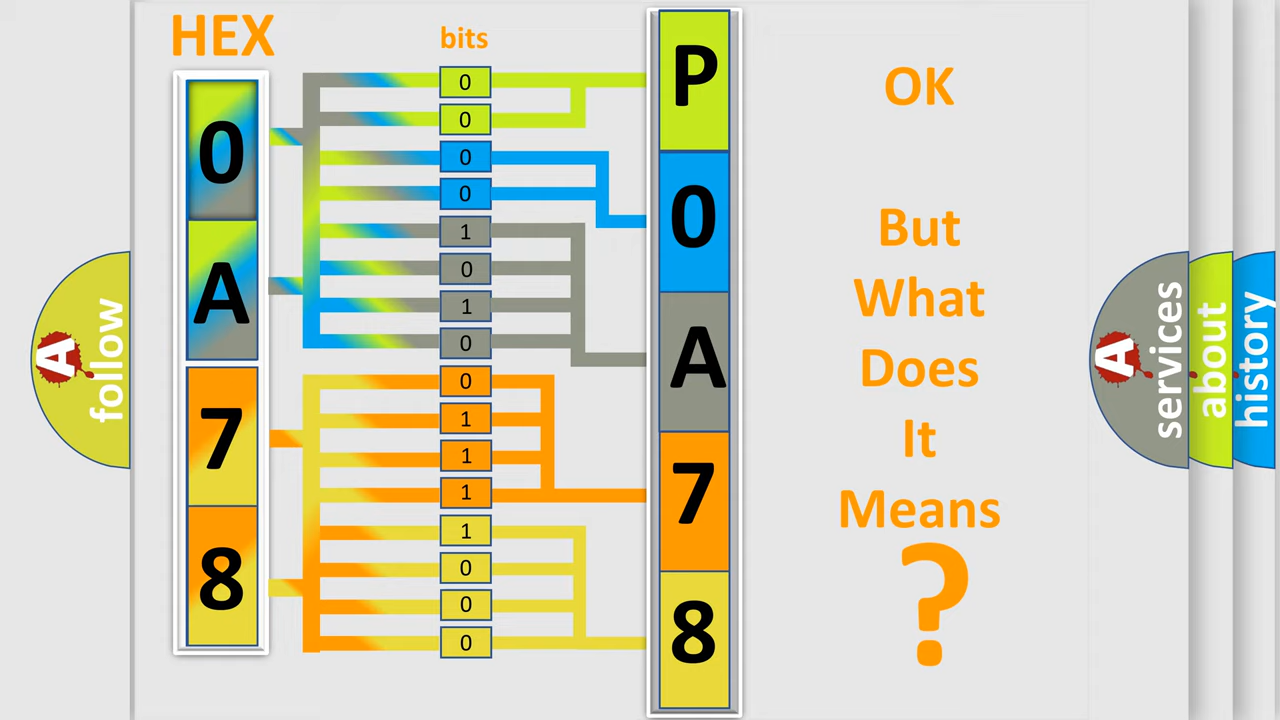 HEX
bits
0
A
7
8
0
0
0
0
1
0
1
0
0
1
1
1
1
0
0
0
P
0
A
7
8
OK
But
What
Does
It
Means
?
A
follow
A
services
about
history